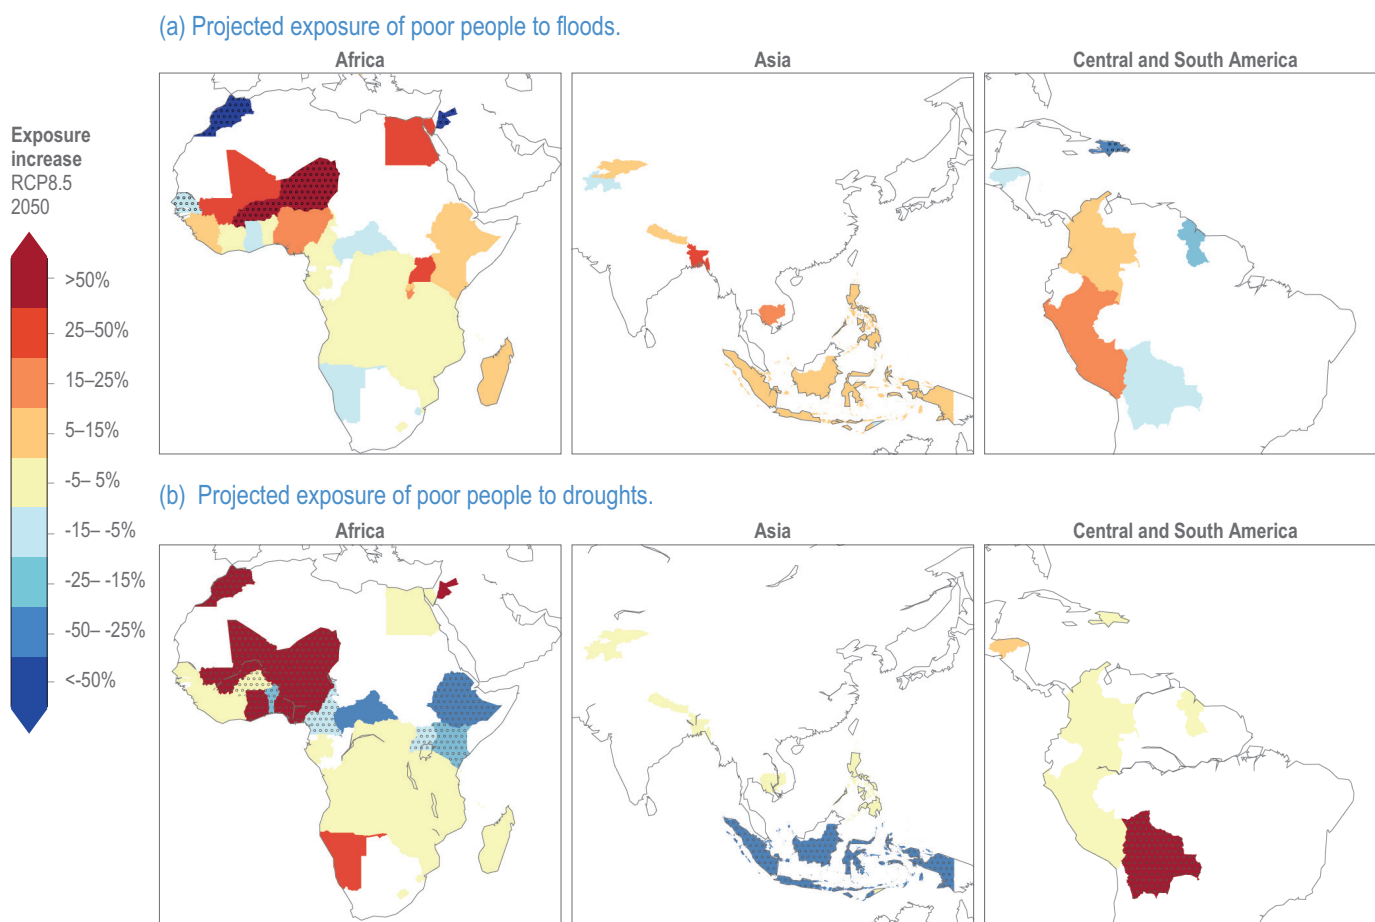 (a) Projected exposure of poor people to floods.
Africa
Asia
Central and South America
Exposure
increase
RCP8.5
2050
>50%
25–50%
15–25%
5–15%
-5– 5%
-15– -5%
-25– -15%
-50– -25%
<-50%
(b) Projected exposure of poor people to droughts.
Africa
Asia
Central and South America